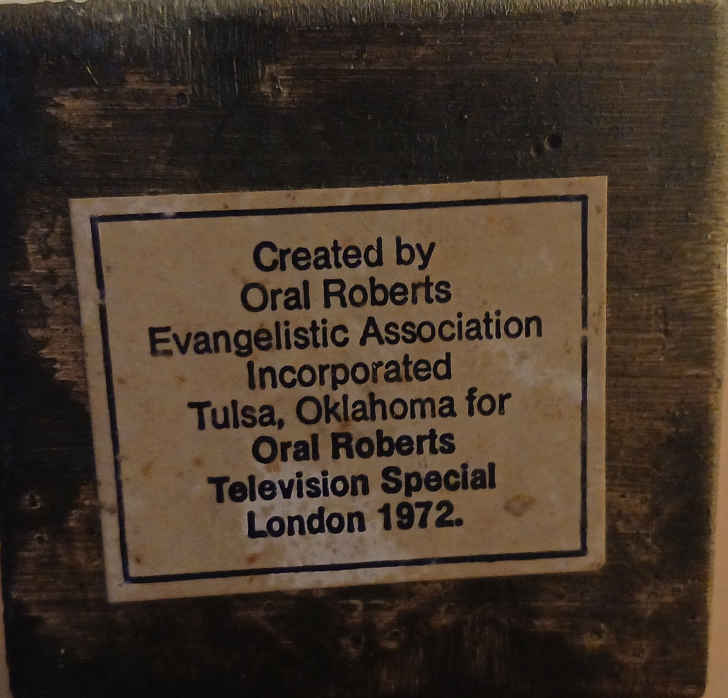 Created by
Oral Roberts
Evangelistic Association
Incorporated
Tulsa, Oklahoma for
Oral Roberts
Television Special
London 1972.